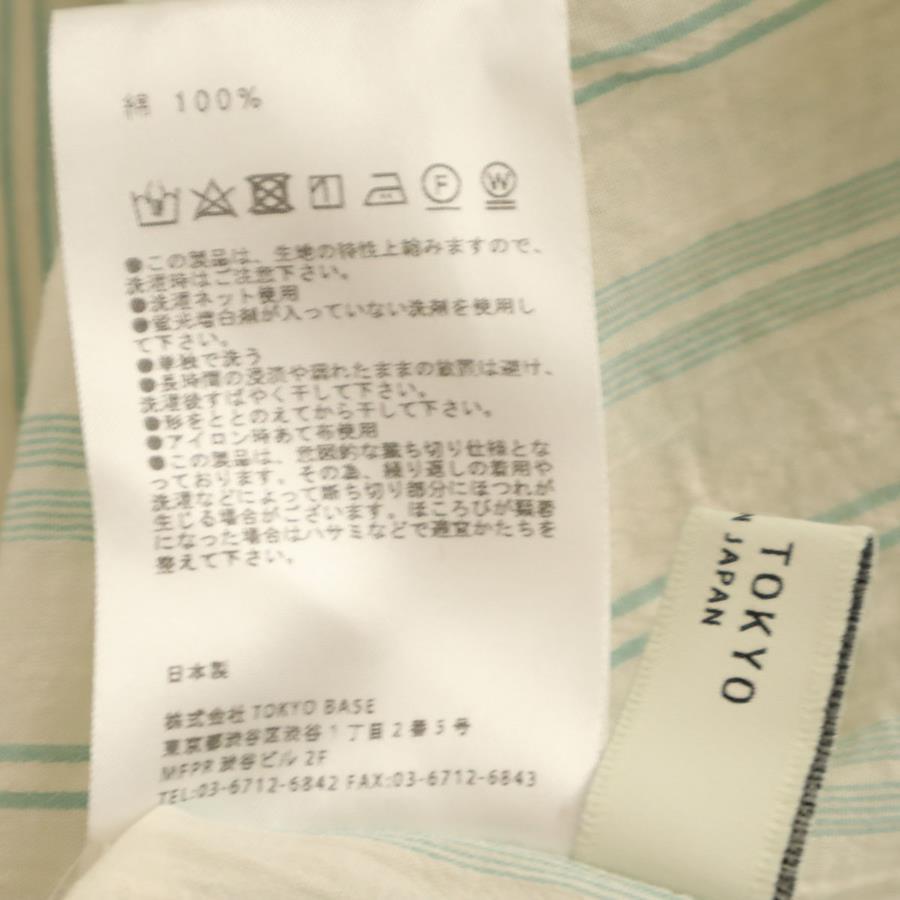 綿 100%
F W
●この製品は、生地の特性上縮みますので、
洗濯時はご注意下さい。
●洗濯ネット使用
●蛍光増白剤が入っていない洗剤を使用し
て下さい。
●単独で洗う
●長時間の浸漬や濡れたままの放置は避け、
洗濯後すばやく干して下さい。
●形をととのえてから干して下さい。
●アイロン時あて布使用
●この製品は、意図的な裁ち切り仕様とな
っております。その為、繰り返しの着用や
洗濯などによって断ち切り部分にほつれが
生じる場合がございます。ほころびが顕著
になった場合はハサミなどで適宜かたちを
整えて下さい。
日本製
株式会社 TOKYO BASE
東京都渋谷区渋谷1丁目2番5号
MFPR 渋谷ビル 2F
TEL:03-6712-6842 FAX:03-6712-6843
TOKYO
N JAPAN